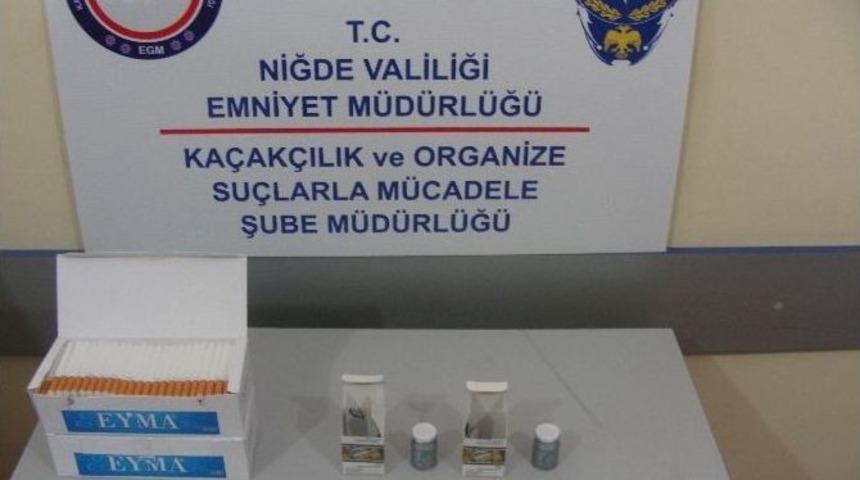 EGM
T.C.
NİĞDE VALİLİĞİ
EMNİYET MÜDÜRLÜĞÜ
KAÇAKÇILIK ve ORGANİZE
SUÇLARLA MÜCADELE
ŞUBE MÜDÜRLÜĞÜ
EYMA
EYMA